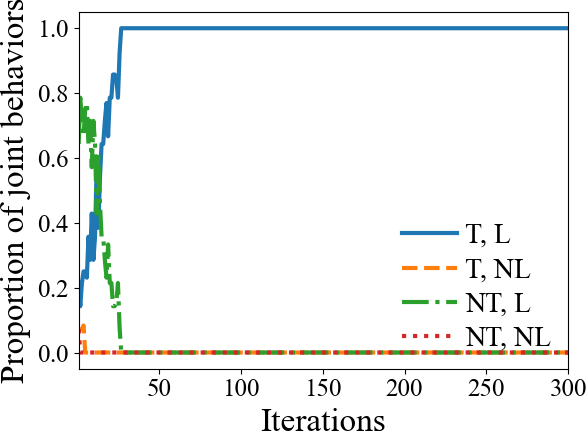 Proportion of joint behaviors
1.0
0.8
0.6
0.4
0.2
0.0
T, L
T, NL
NT, L
NT, NL
50 100 150 200 250 300
Iterations